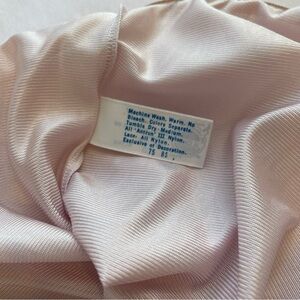 Machine Wash, Warm. No
Bleach. Colors Separate.
Tumble Dry Medium.
All "Antron" III Nylon.
Lace: All Nylon.
Exclusive of Decoration.